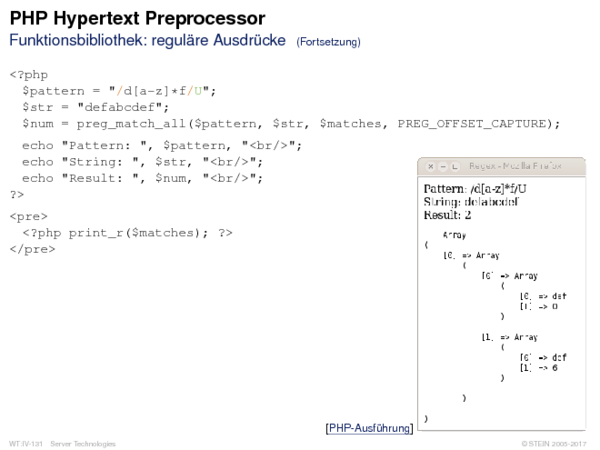 PHP Hypertext Preprocessor
Funktionsbibliothek: reguläre Ausdrücke (Fortsetzung)
<?php
$pattern = "/d[a-z]*f/U";
$str = "defabcdef";
$num = preg_match_all($pattern, $str, $matches, PREG_OFFSET_CAPTURE);
echo "Pattern: ", $pattern, "<br/>";
echo "String: ", $str, "<br/>";
echo "Result: ", $num, "<br/>";
?>
<pre>
<?php print_r($matches); ?>
</pre>
Regex - Mozilla Firefox
Pattern: /d[a-z]*f/U
String: defabcdef
Result: 2
Array
(
[0] => Array
(
[0] => Array
(
[0] => def
[1] => 0
)
[1] => Array
(
[0] => def
[1] => 6
)
)
)
[PHP-Ausführung]
WT:IV-131 Server Technologies © STEIN 2005-2017